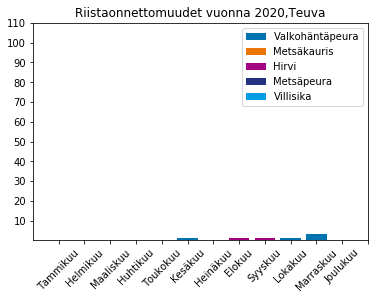 Riistaonnettomuudet vuonna 2020,Teuva
110
100
90
80
70
60
50
40
30
20
10
Valkohäntäpeura
Metsäkauris
Hirvi
Metsäpeura
Villisika
Tammikuu
Helmikuu
Maaliskuu
Huhtikuu
Toukokuu
Kesäkuu
Heinäkuu
Elokuu
Syyskuu
Lokakuu
Marraskuu
Joulukuu